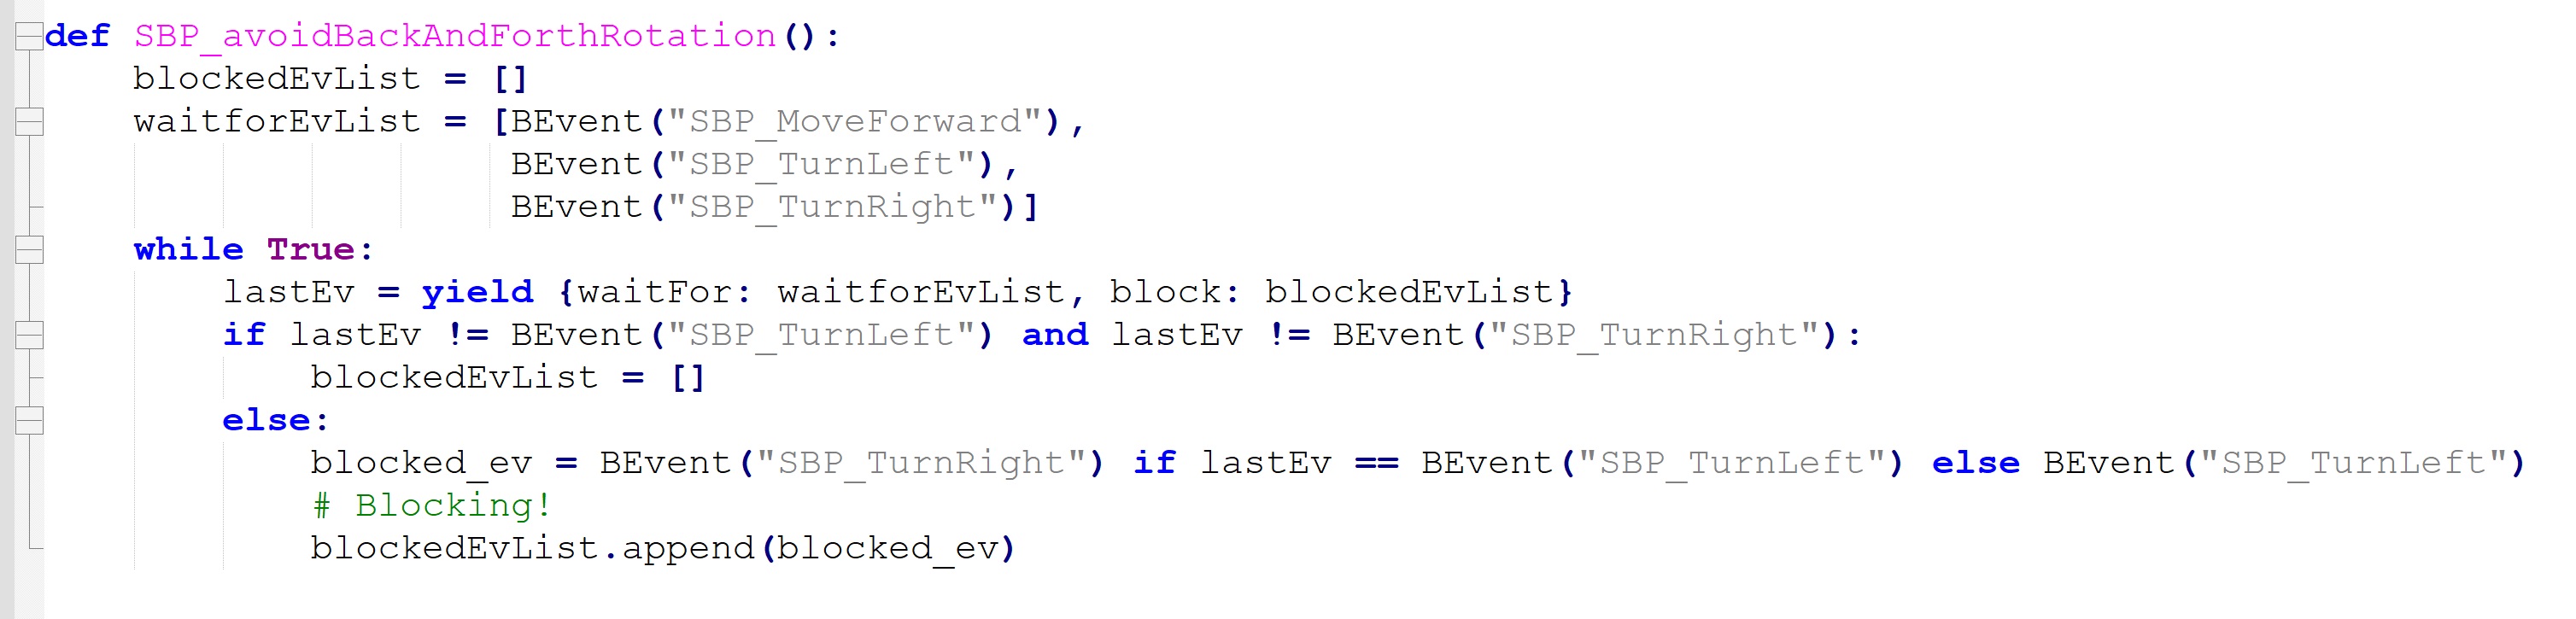 def SBP_avoidBackAndForthRotation():
    blockedEvList = []
    waitforEvList = [BEvent("SBP_MoveForward"),
                     BEvent("SBP_TurnLeft"),
                     BEvent("SBP_TurnRight")]
    while True:
        lastEv = yield {waitFor: waitforEvList, block: blockedEvList}
        if lastEv != BEvent("SBP_TurnLeft") and lastEv != BEvent("SBP_TurnRight"):
            blockedEvList = []
        else:
            blocked_ev = BEvent("SBP_TurnRight") if lastEv == BEvent("SBP_TurnLeft") else BEvent("SBP_TurnLeft")
            # Blocking!
            blockedEvList.append(blocked_ev)